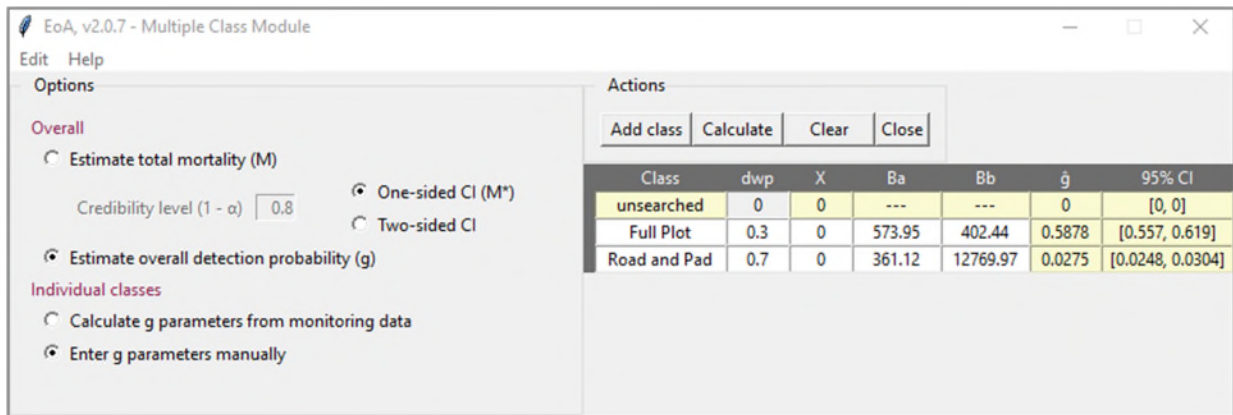 EoA, v2.0.7 - Multiple Class Module
Edit Help
Options
Overall
Estimate total mortality (M)
Credibility level (1 - α) 0.8
One-sided CI (M*)
Two-sided CI
Estimate overall detection probability (g)
Individual classes
Calculate g parameters from monitoring data
Enter g parameters manually
Actions
Add class Calculate Clear Close
Class dwp X Ba Bb ĝ 95% CI
unsearched 0 0 --- --- 0 [0, 0]
Full Plot 0.3 0 573.95 402.44 0.5878 [0.557, 0.619]
Road and Pad 0.7 0 361.12 12769.97 0.0275 [0.0248, 0.0304]